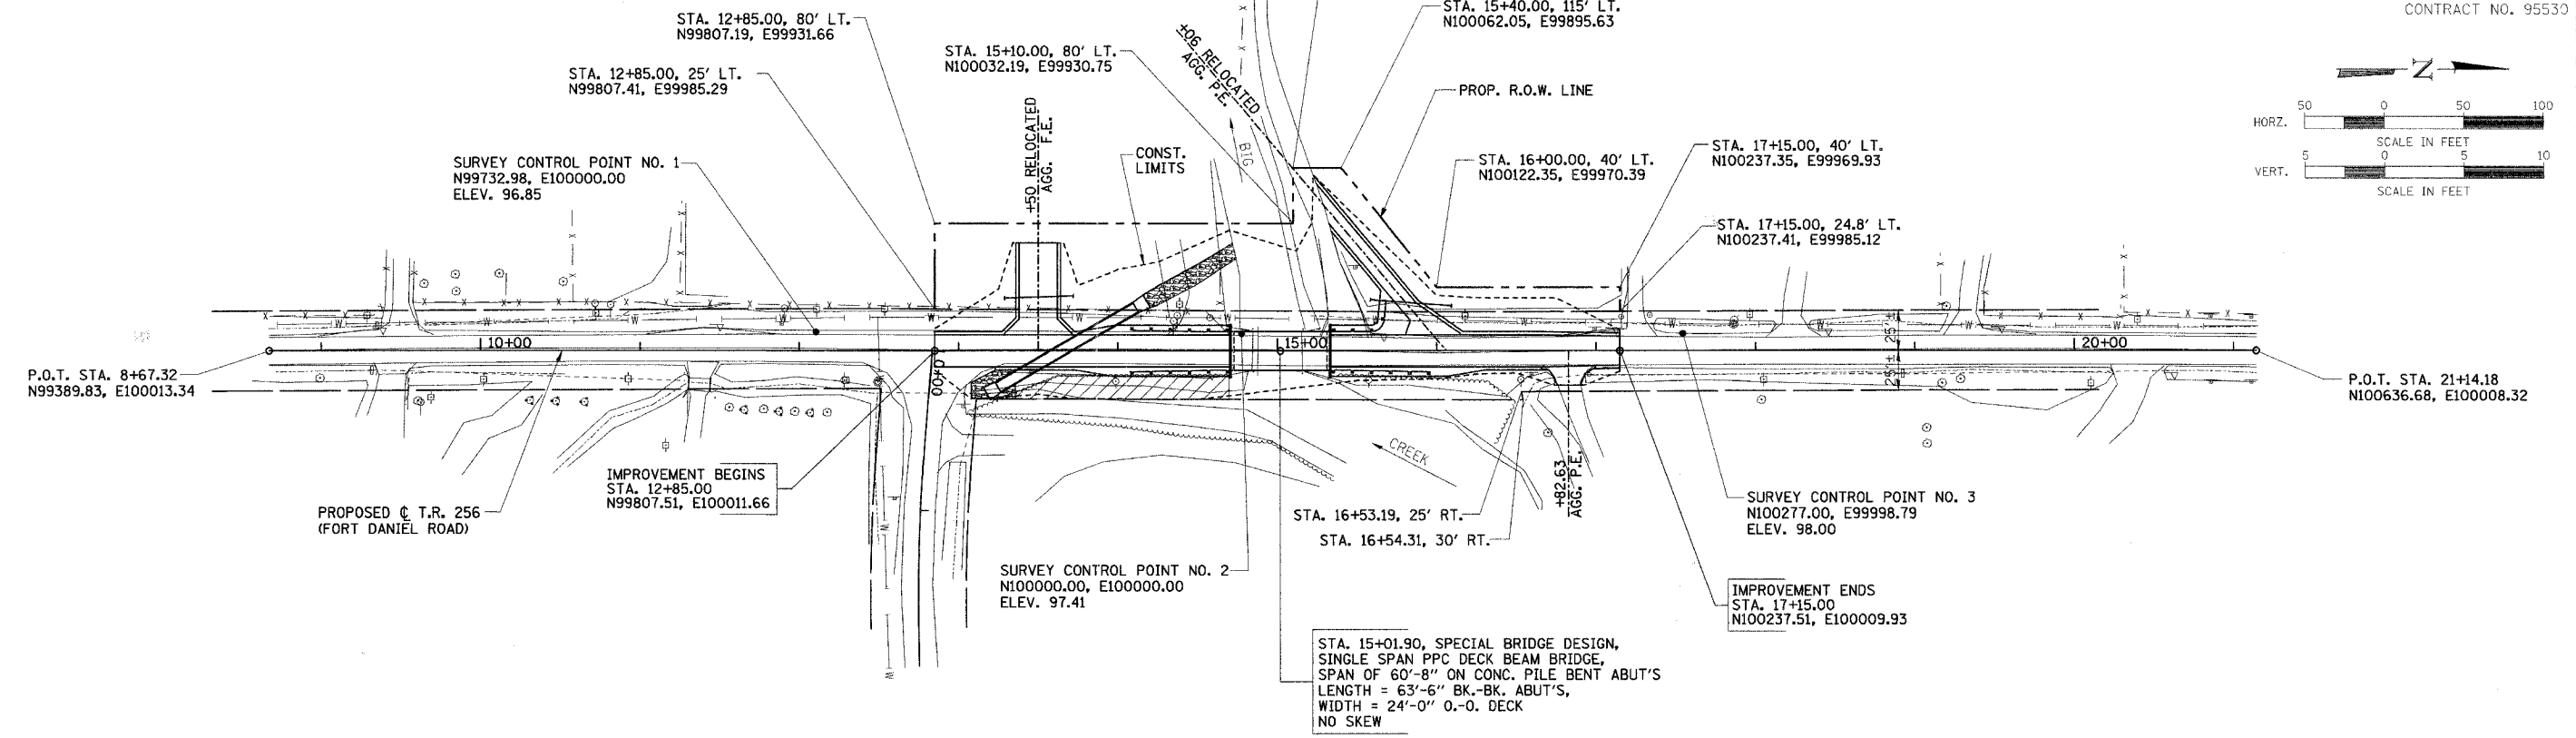 CONTRACT NO. 95530
STA. 12+85.00, 80' LT.
N99807.19, E99931.66
STA. 12+85.00, 25' LT.
N99807.41, E99985.29
SURVEY CONTROL POINT NO. 1
N99732.98, E100000.00
ELEV. 96.85
STA. 15+10.00, 80' LT.
N100032.19, E99930.75
+50 RELOCATED
AGG. F.E.
CONST.
LIMITS
+06 RELOCATED
AGG. P.E.
BIG
STA. 15+40.00, 115' LT.
N100062.05, E99895.63
PROP. R.O.W. LINE
STA. 16+00.00, 40' LT.
N100122.35, E99970.39
STA. 17+15.00, 40' LT.
N100237.35, E99969.93
STA. 17+15.00, 24.8' LT.
N100237.41, E99985.12
Z
50 0 50 100
HORZ.
SCALE IN FEET
5 0 5 10
VERT.
SCALE IN FEET
10+00
15+00
20+00
25'±
25'±
0+00
P.O.T. STA. 8+67.32
N99389.83, E100013.34
P.O.T. STA. 21+14.18
N100636.68, E100008.32
PROPOSED ℄ T.R. 256
(FORT DANIEL ROAD)
IMPROVEMENT BEGINS
STA. 12+85.00
N99807.51, E100011.66
CREEK
+82.63
AGG. P.E.
STA. 16+53.19, 25' RT.
STA. 16+54.31, 30' RT.
SURVEY CONTROL POINT NO. 2
N100000.00, E100000.00
ELEV. 97.41
SURVEY CONTROL POINT NO. 3
N100277.00, E99998.79
ELEV. 98.00
IMPROVEMENT ENDS
STA. 17+15.00
N100237.51, E100009.93
STA. 15+01.90, SPECIAL BRIDGE DESIGN,
SINGLE SPAN PPC DECK BEAM BRIDGE,
SPAN OF 60'-8" ON CONC. PILE BENT ABUT'S
LENGTH = 63'-6" BK.-BK. ABUT'S,
WIDTH = 24'-0" O.-O. DECK
NO SKEW